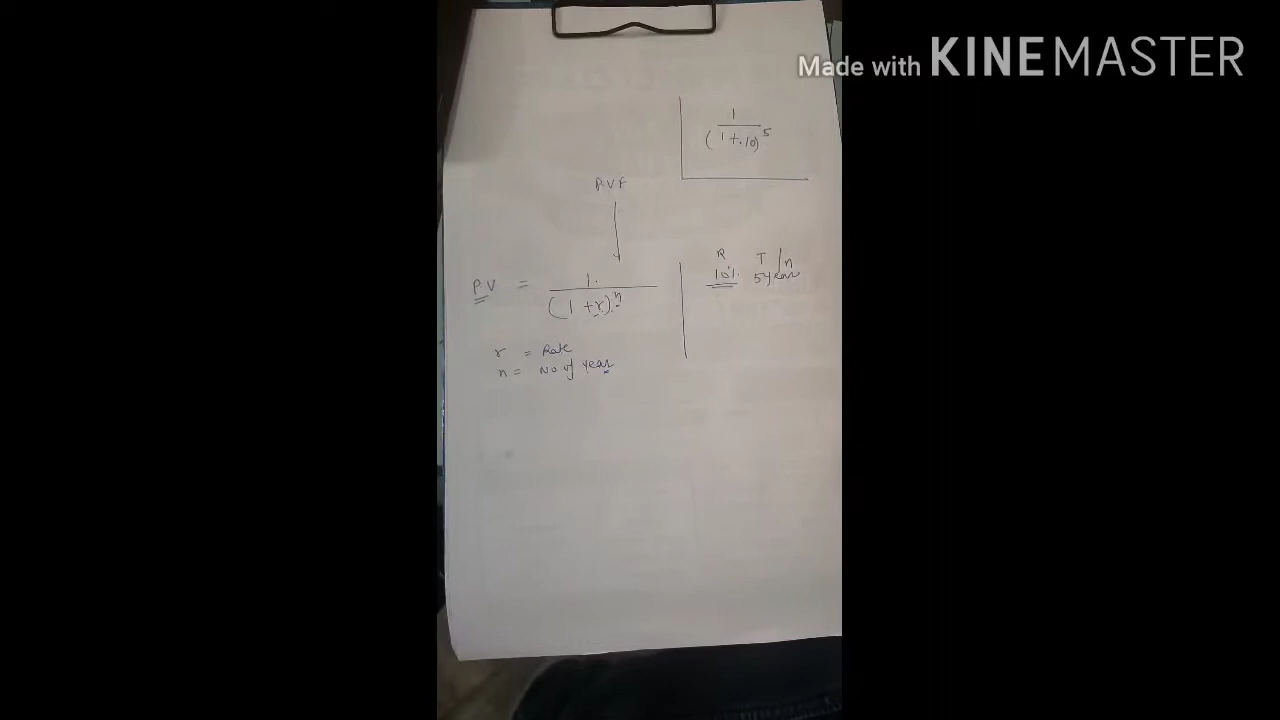 Made with KINEMASTER
1
(1+.10)5
P.V.F
R T/n
10% 5 years
P.V = 1
(1+r)n
r = Rate
n = No of year